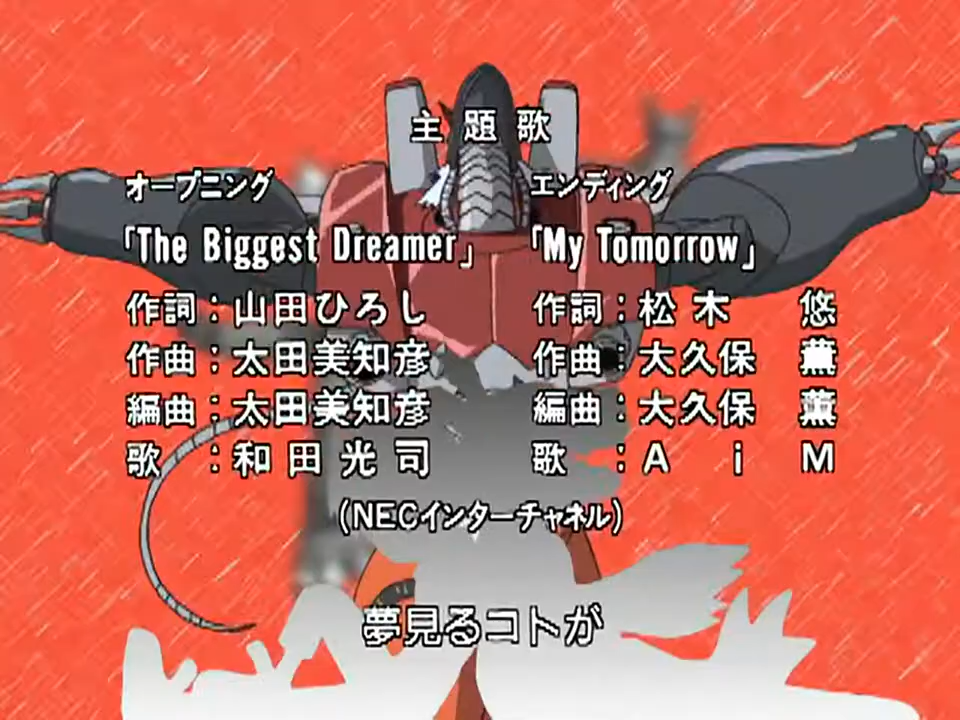 主題歌
オープニング
「The Biggest Dreamer」
作詞：山田ひろし
作曲：太田美知彦
編曲：太田美知彦
歌　：和田光司
エンディング
「My Tomorrow」
作詞：松木　悠
作曲：大久保　薫
編曲：大久保　薫
歌　：AiM
(NECインターチャネル)
夢見るコトが